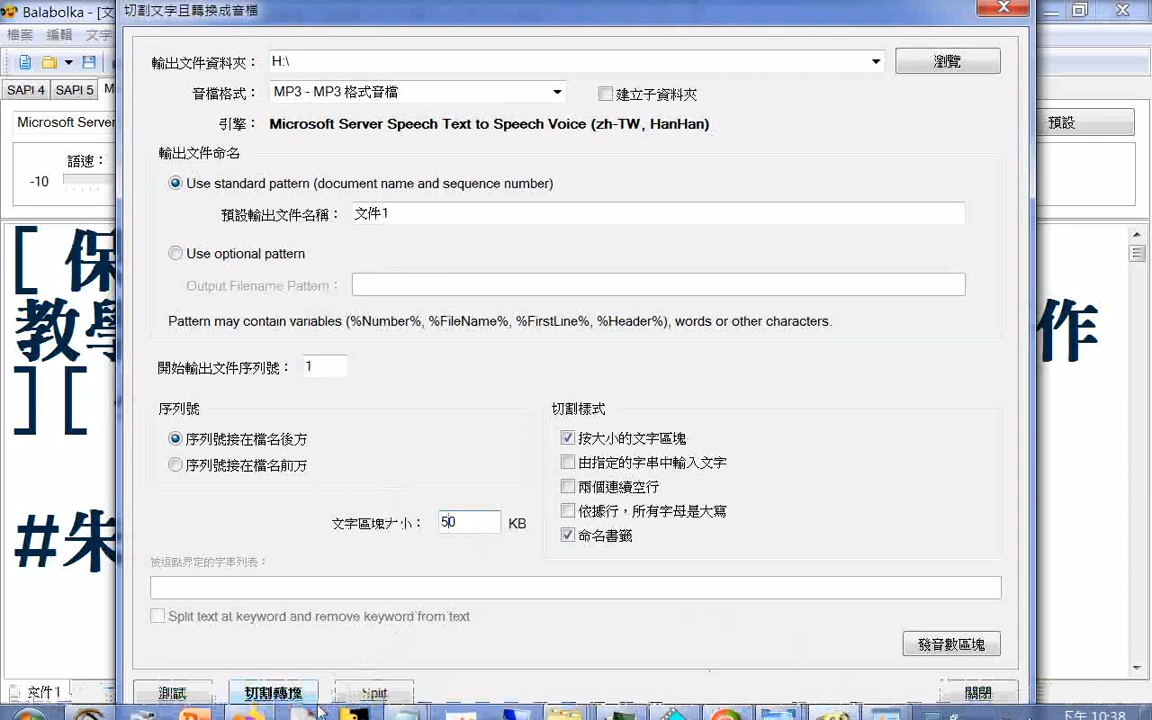 Balabolka - [文
切割文字且轉換成音檔
檔案 編輯 文字
SAPI 4 SAPI 5 M
Microsoft Server
語速：
-10
預設
輸出文件資料夾： H:\ 瀏覽
音檔格式： MP3 - MP3 格式音檔 建立子資料夾
引擎： Microsoft Server Speech Text to Speech Voice (zh-TW, HanHan)
輸出文件命名
Use standard pattern (document name and sequence number)
預設輸出文件名稱： 文件1
Use optional pattern
Output Filename Pattern：
Pattern may contain variables (%Number%, %FileName%, %FirstLine%, %Header%), words or other characters.
開始輸出文件序列號： 1
序列號
序列號接在檔名後方
序列號接在檔名前方
切割樣式
按大小的文字區塊
由指定的字串中輸入文字
兩個連續空行
依據行，所有字母是大寫
命名書籤
文字區塊大小： 50 KB
被逗點界定的字串列表：
Split text at keyword and remove keyword from text
發音數區塊
測試 切割轉換 Split 關閉
[ 保
教學 作
][
#朱
文件1
下午 10:38